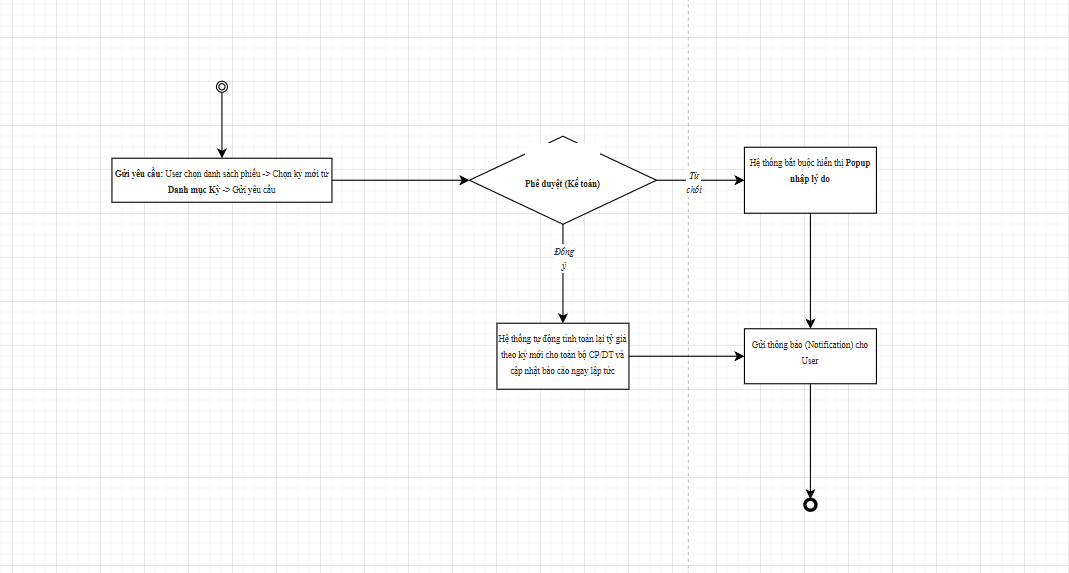 Gửi yêu cầu: User chọn danh sách phiếu -> Chọn kỳ mới từ
Danh mục Kỳ -> Gửi yêu cầu
Phê duyệt (Kế toán)
Từ
chối
Hệ thống bắt buộc hiển thị Popup
nhập lý do
Đồng
ý
Hệ thống tự động tính toán lại tỷ giá
theo kỳ mới cho toàn bộ CP/DT và
cập nhật báo cáo ngay lập tức
Gửi thông báo (Notification) cho
User